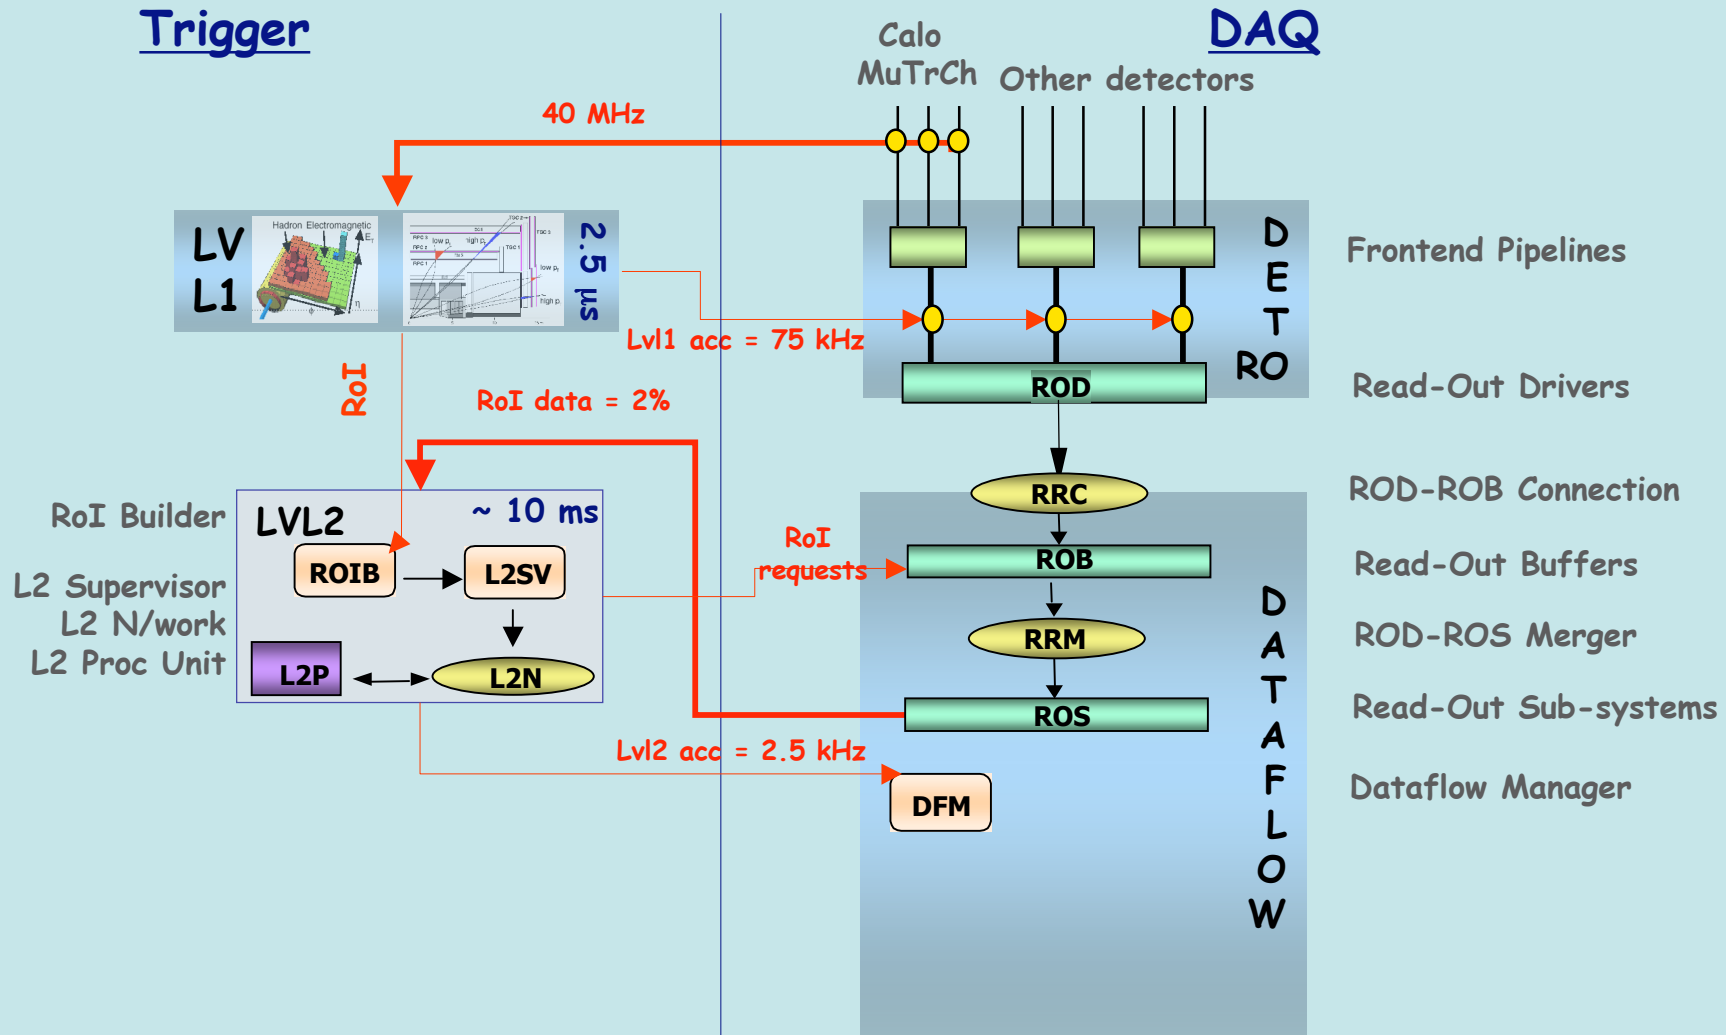 Trigger
DAQ
Calo
MuTrCh
Other detectors
40 MHz
LV
L1
Hadron Electromagnetic
2.5 μs
D
E
T
RO
Frontend Pipelines
Lvl1 acc = 75 kHz
RoI
RoI data = 2%
ROD
Read-Out Drivers
RoI Builder
LVL2
~ 10 ms
RRC
ROD-ROB Connection
ROIB
L2SV
RoI
requests
ROB
Read-Out Buffers
L2 Supervisor
L2 N/work
L2 Proc Unit
L2P
L2N
RRM
ROD-ROS Merger
ROS
Read-Out Sub-systems
Lvl2 acc = 2.5 kHz
DFM
Dataflow Manager
D
A
T
A
F
L
O
W